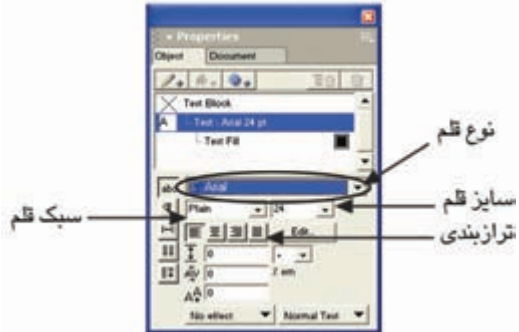 Properties
Object Document
Text Block
A Text - Arial 24 pt
Text Fill
نوع قلم
abc Arial
سایز قلم
Plain 24
سبک قلم
ترازبندی
Edit...
0
0 % em
0
No effect Normal Text